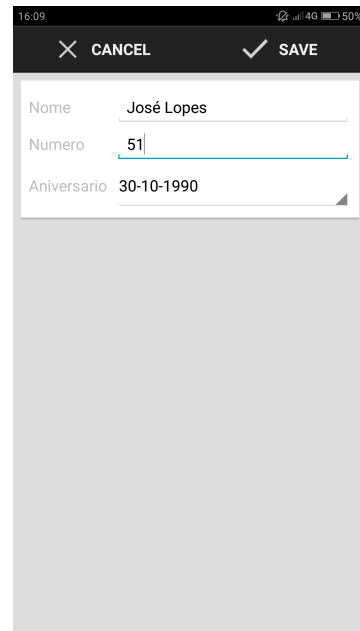 16:09 4G 50%
CANCEL SAVE
Nome José Lopes
Numero 51
Aniversario 30-10-1990